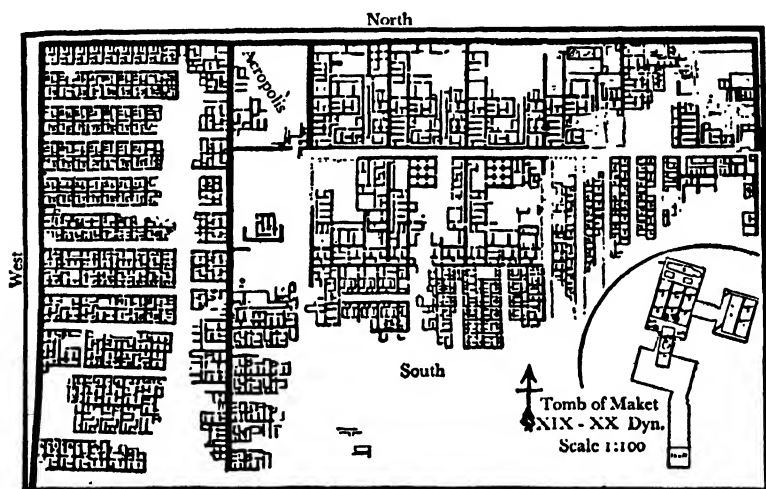 North
Acropolis
West
South
Tomb of Maket
XIX - XX Dyn.
Scale 1:100